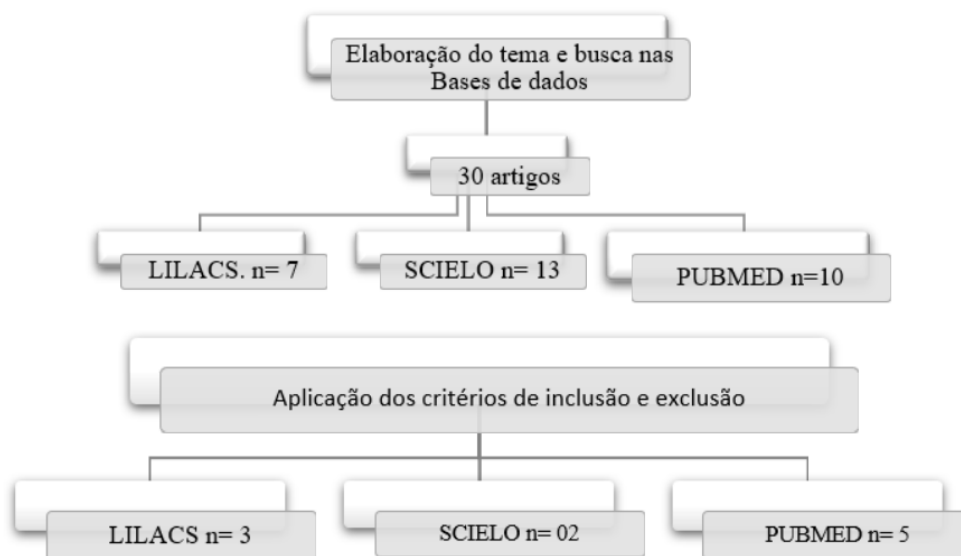 Elaboração do tema e busca nas
Bases de dados
30 artigos
LILACS. n= 7
SCIELO n= 13
PUBMED n=10
Aplicação dos critérios de inclusão e exclusão
LILACS n= 3
SCIELO n= 02
PUBMED n= 5